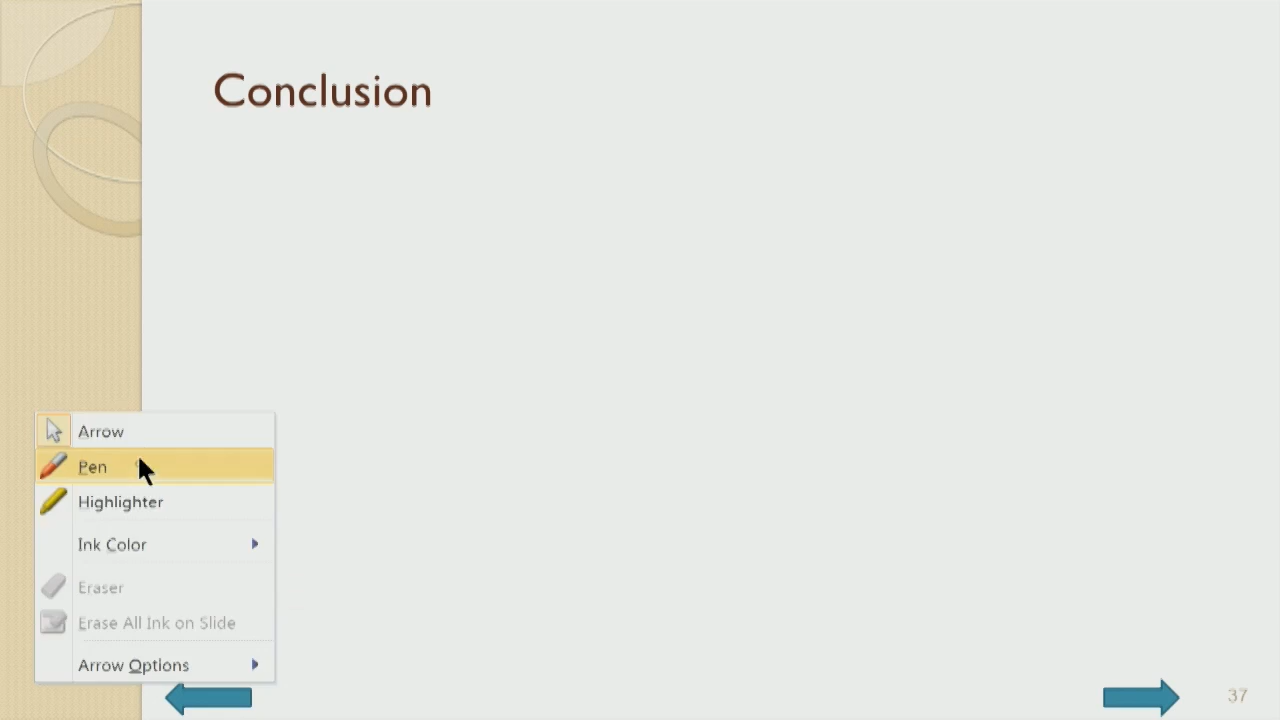 Conclusion
Arrow
Pen
Highlighter
Ink Color
Eraser
Erase All Ink on Slide
Arrow Options
37